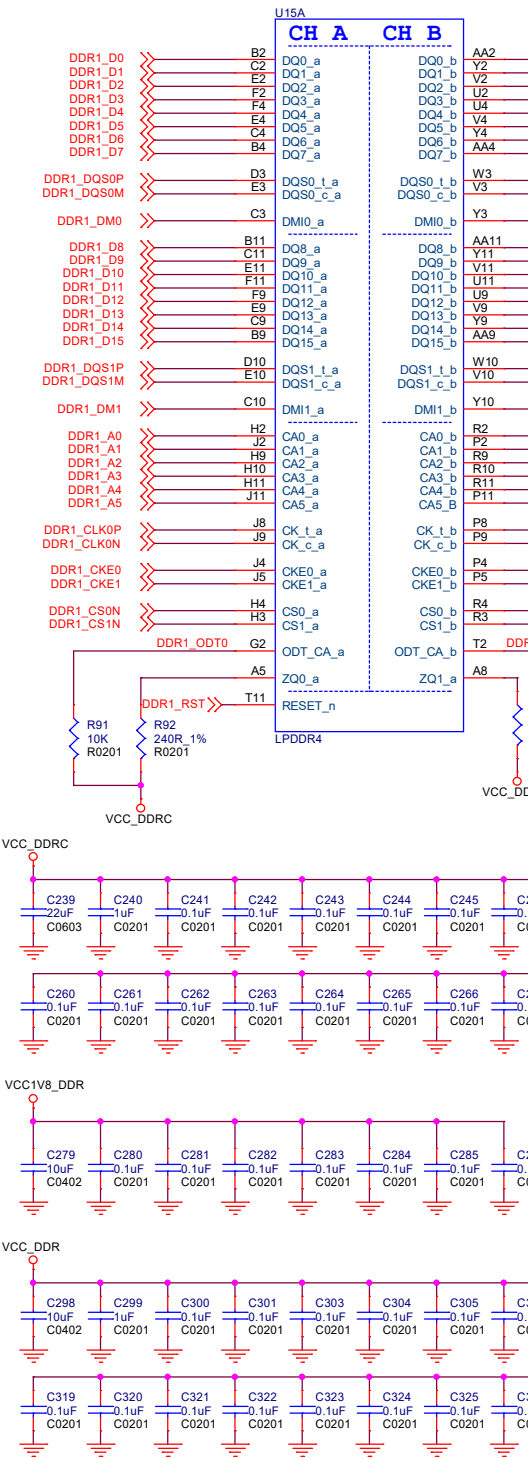 U15A
CH A CH B
DDR1_D0 B2 DQ0_a DQ0_b AA2
DDR1_D1 C2 DQ1_a DQ1_b Y2
DDR1_D2 E2 DQ2_a DQ2_b V2
DDR1_D3 F2 DQ3_a DQ3_b U2
DDR1_D4 F4 DQ4_a DQ4_b U4
DDR1_D5 E4 DQ5_a DQ5_b V4
DDR1_D6 C4 DQ6_a DQ6_b Y4
DDR1_D7 B4 DQ7_a DQ7_b AA4
DDR1_DQS0P D3 DQS0_t_a DQS0_t_b W3
DDR1_DQS0M E3 DQS0_c_a DQS0_c_b V3
DDR1_DM0 C3 DMI0_a DMI0_b Y3
DDR1_D8 B11 DQ8_a DQ8_b AA11
DDR1_D9 C11 DQ9_a DQ9_b Y11
DDR1_D10 E11 DQ10_a DQ10_b V11
DDR1_D11 F11 DQ11_a DQ11_b U11
DDR1_D12 F9 DQ12_a DQ12_b U9
DDR1_D13 E9 DQ13_a DQ13_b V9
DDR1_D14 C9 DQ14_a DQ14_b Y9
DDR1_D15 B9 DQ15_a DQ15_b AA9
DDR1_DQS1P D10 DQS1_t_a DQS1_t_b W10
DDR1_DQS1M E10 DQS1_c_a DQS1_c_b V10
DDR1_DM1 C10 DMI1_a DMI1_b Y10
DDR1_A0 H2 CA0_a CA0_b R2
DDR1_A1 J2 CA1_a CA1_b P2
DDR1_A2 H9 CA2_a CA2_b R9
DDR1_A3 H10 CA3_a CA3_b R10
DDR1_A4 H11 CA4_a CA4_b R11
DDR1_A5 J11 CA5_a CA5_B P11
DDR1_CLK0P J8 CK_t_a CK_t_b P8
DDR1_CLK0N J9 CK_c_a CK_c_b P9
DDR1_CKE0 J4 CKE0_a CKE0_b P4
DDR1_CKE1 J5 CKE1_a CKE1_b P5
DDR1_CS0N H4 CS0_a CS0_b R4
DDR1_CS1N H3 CS1_a CS1_b R3
DDR1_ODT0 G2 ODT_CA_a ODT_CA_b T2
A5 ZQ0_a ZQ1_a A8
DDR1_RST T11 RESET_n
R91 R92
10K 240R_1%
R0201 R0201
LPDDR4
VCC_DDRC
VCC_DDRC
C239 C240 C241 C242 C243 C244 C245
22uF 1uF 0.1uF 0.1uF 0.1uF 0.1uF 0.1uF
C0603 C0201 C0201 C0201 C0201 C0201 C0201
C260 C261 C262 C263 C264 C265 C266
0.1uF 0.1uF 0.1uF 0.1uF 0.1uF 0.1uF 0.1uF
C0201 C0201 C0201 C0201 C0201 C0201 C0201
VCC1V8_DDR
C279 C280 C281 C282 C283 C284 C285
10uF 0.1uF 0.1uF 0.1uF 0.1uF 0.1uF 0.1uF
C0402 C0201 C0201 C0201 C0201 C0201 C0201
VCC_DDR
C298 C299 C300 C301 C303 C304 C305
10uF 1uF 0.1uF 0.1uF 0.1uF 0.1uF 0.1uF
C0402 C0201 C0201 C0201 C0201 C0201 C0201
C319 C320 C321 C322 C323 C324 C325
0.1uF 0.1uF 0.1uF 0.1uF 0.1uF 0.1uF 0.1uF
C0201 C0201 C0201 C0201 C0201 C0201 C0201